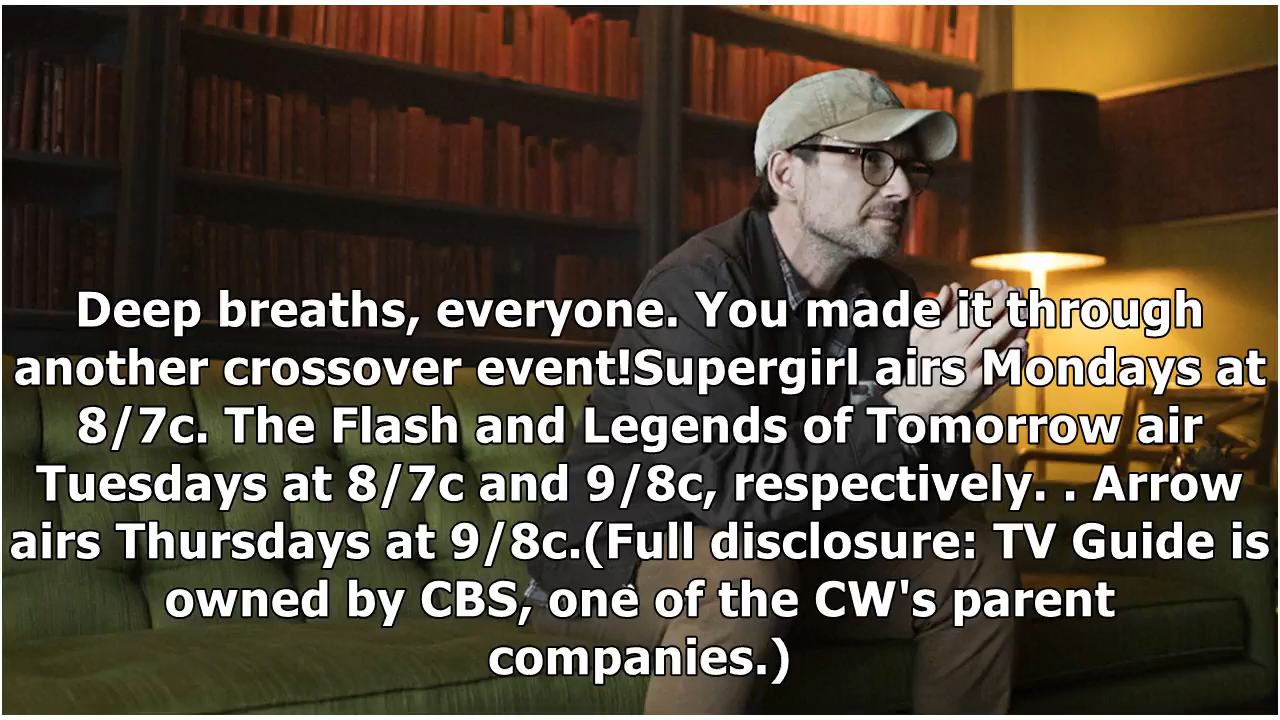 Deep breaths, everyone. You made it through
another crossover event!Supergirl airs Mondays at
8/7c. The Flash and Legends of Tomorrow air
Tuesdays at 8/7c and 9/8c, respectively. . Arrow
airs Thursdays at 9/8c.(Full disclosure: TV Guide is
owned by CBS, one of the CW's parent
companies.)